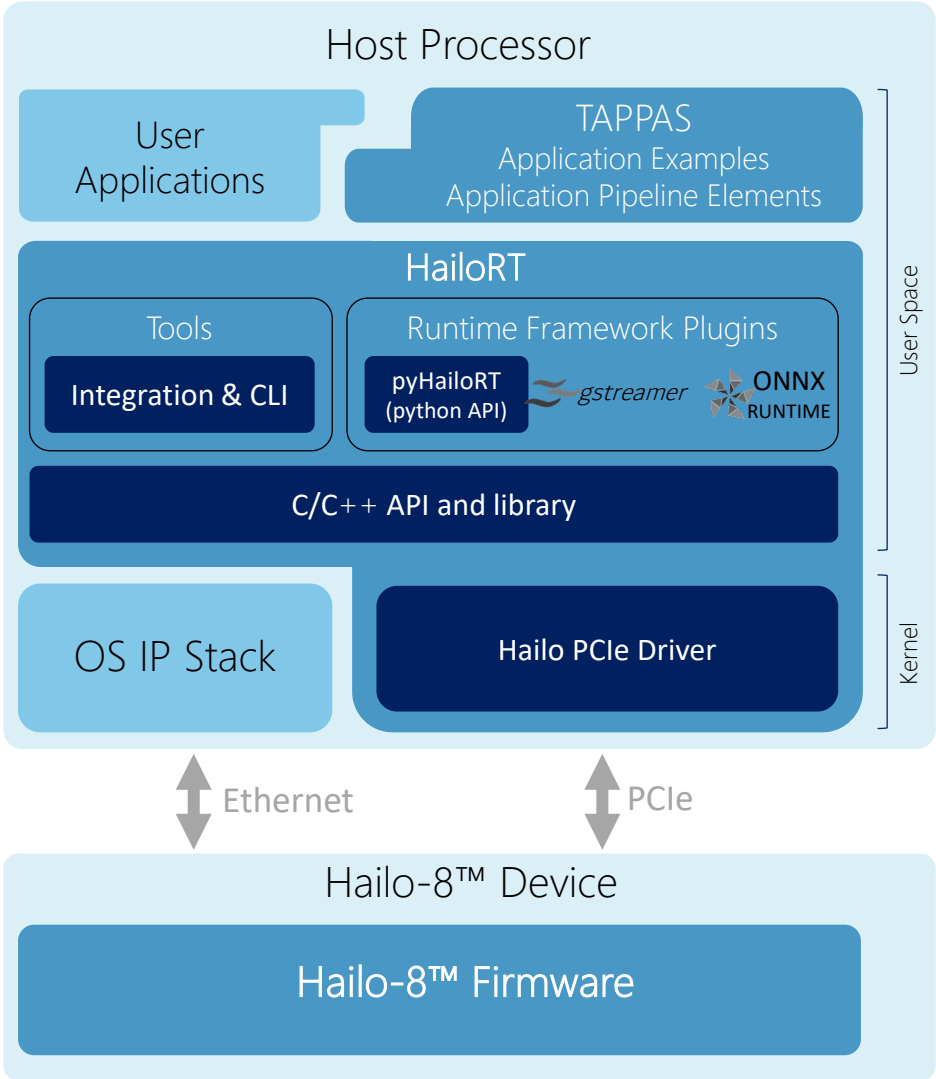 Host Processor
User
Applications
TAPPAS
Application Examples
Application Pipeline Elements
User Space
HailoRT
Tools
Integration & CLI
Runtime Framework Plugins
pyHailoRT
(python API)
gstreamer
ONNX
RUNTIME
C/C++ API and library
OS IP Stack
Hailo PCIe Driver
Kernel
Ethernet
PCIe
Hailo-8™ Device
Hailo-8™ Firmware